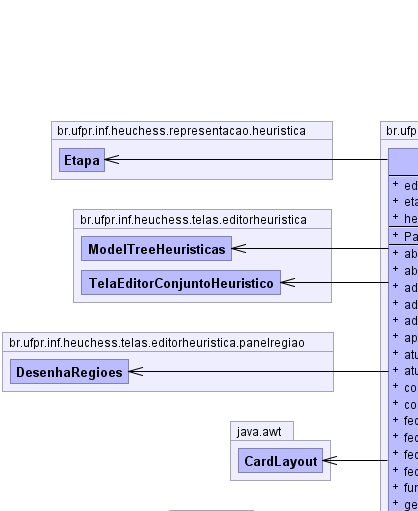 br.ufpr.inf.heuchess.representacao.heuristica
Etapa
br.ufpr.inf.heuchess.telas.editorheuristica
ModelTreeHeuristicas
TelaEditorConjuntoHeuristico
br.ufpr.inf.heuchess.telas.editorheuristica.panelregiao
DesenhaRegioes
java.awt
CardLayout
br.ufp
+ ed
+ eta
+ he
+ Pa
+ ab
+ ab
+ ad
+ ad
+ ad
+ ap
+ atu
+ atu
+ co
+ co
+ fec
+ fec
+ fec
+ fec
+ fur
+ ge